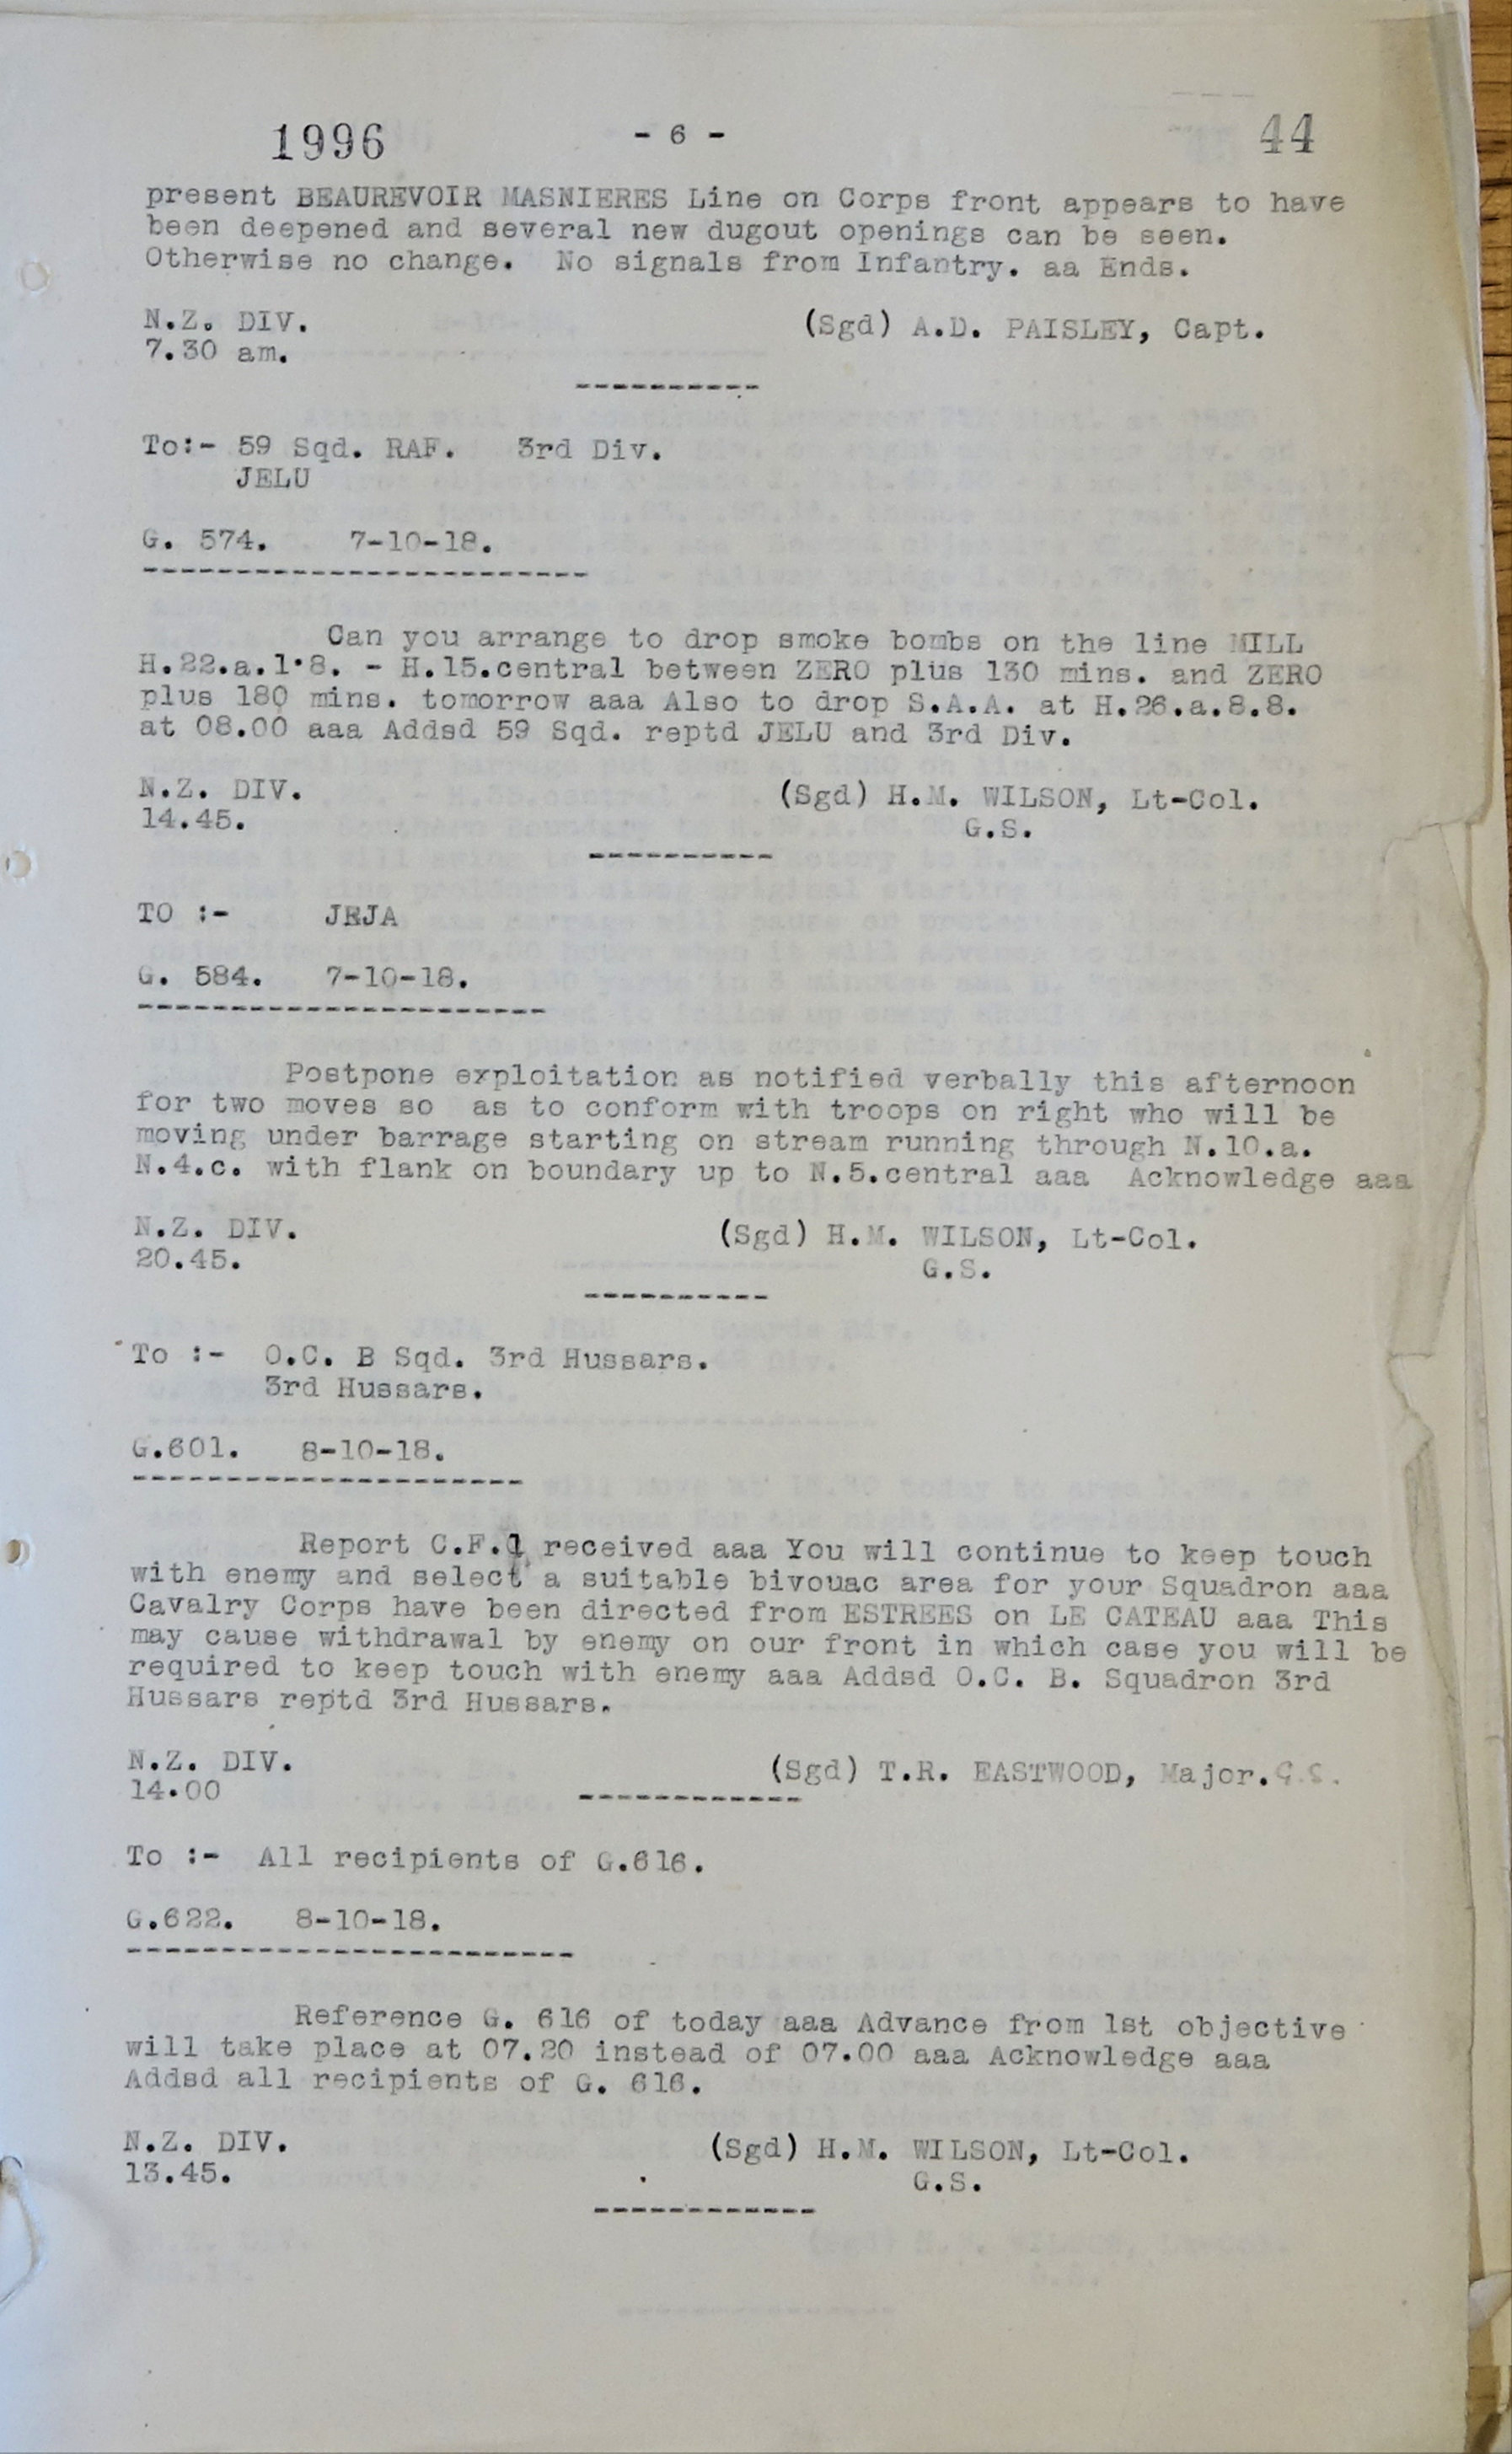 1996 - 6 - 44
present BEAUREVOIR MASNIERES Line on Corps front appears to have
been deepened and several new dugout openings can be seen.
Otherwise no change. No signals from Infantry. aa Ends.
N.Z. DIV. (Sgd) A.D. PAISLEY, Capt.
7.30 am.
----------
To:- 59 Sqd. RAF. 3rd Div.
JELU
G. 574. 7-10-18.
------------------------
Can you arrange to drop smoke bombs on the line MILL
H.22.a.1.8. - H.15.central between ZERO plus 130 mins. and ZERO
plus 180 mins. tomorrow aaa Also to drop S.A.A. at H.26.a.8.8.
at 08.00 aaa Addsd 59 Sqd. reptd JELU and 3rd Div.
N.Z. DIV. (Sgd) H.M. WILSON, Lt-Col.
14.45. G.S.
----------
TO :- JEJA
G. 584. 7-10-18.
----------------------
Postpone exploitation as notified verbally this afternoon
for two moves so as to conform with troops on right who will be
moving under barrage starting on stream running through N.10.a.
N.4.c. with flank on boundary up to N.5.central aaa Acknowledge aaa
N.Z. DIV. (Sgd) H.M. WILSON, Lt-Col.
20.45. G.S.
----------
To :- O.C. B Sqd. 3rd Hussars.
3rd Hussars.
G.601. 8-10-18.
---------------------
Report C.F.1 received aaa You will continue to keep touch
with enemy and select a suitable bivouac area for your Squadron aaa
Cavalry Corps have been directed from ESTREES on LE CATEAU aaa This
may cause withdrawal by enemy on our front in which case you will be
required to keep touch with enemy aaa Addsd O.C. B. Squadron 3rd
Hussars reptd 3rd Hussars.
N.Z. DIV. (Sgd) T.R. EASTWOOD, Major.G.S.
14.00
------------
To :- All recipients of G.616.
G.622. 8-10-18.
------------------------
Reference G. 616 of today aaa Advance from 1st objective
will take place at 07.20 instead of 07.00 aaa Acknowledge aaa
Addsd all recipients of G. 616.
N.Z. DIV. (Sgd) H.M. WILSON, Lt-Col.
13.45. G.S.
------------